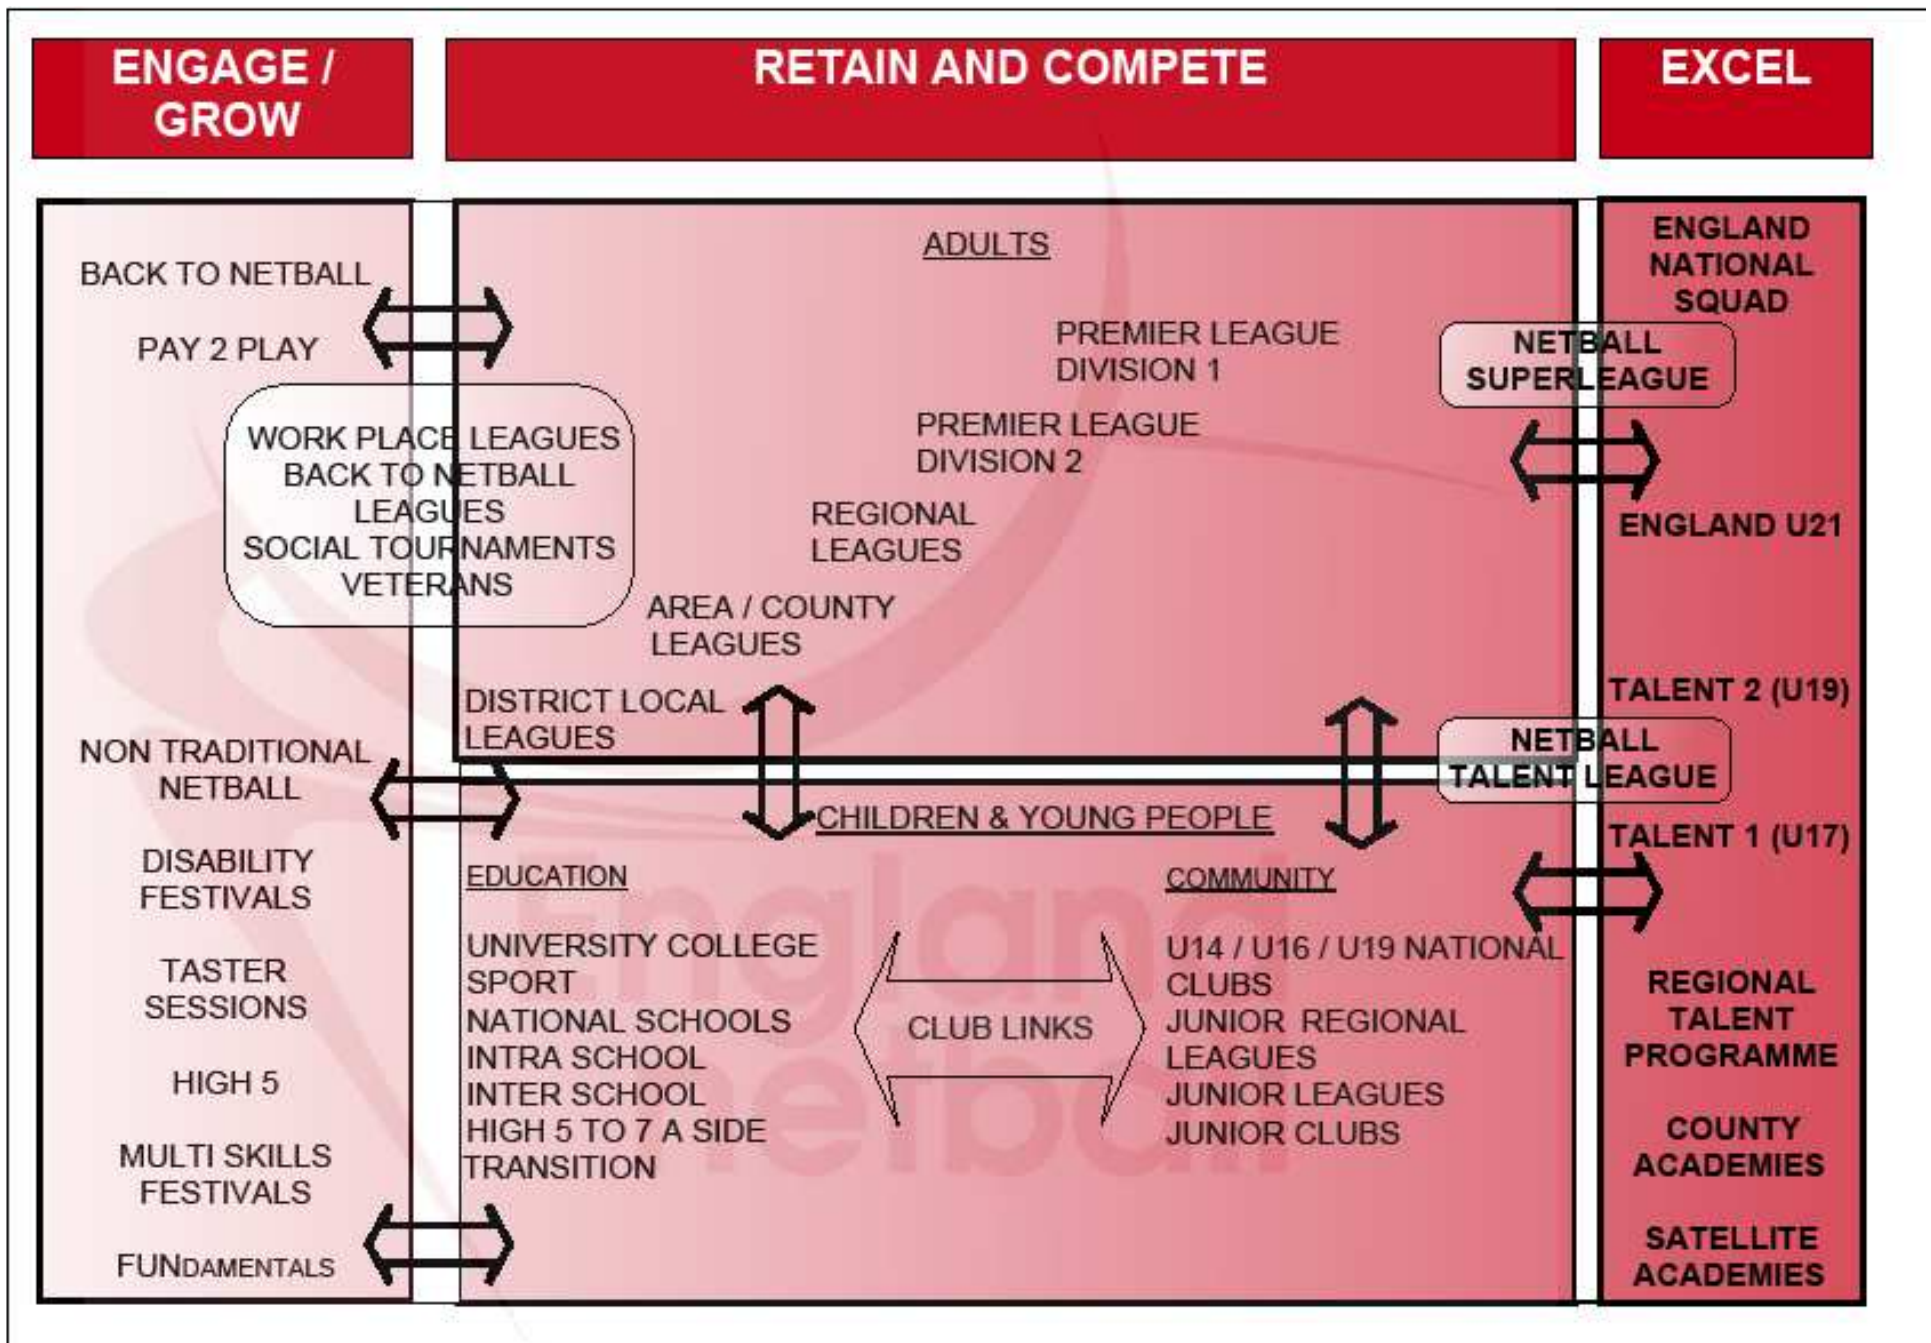 ENGAGE /
GROW
RETAIN AND COMPETE
EXCEL
BACK TO NETBALL
PAY 2 PLAY
WORK PLACE LEAGUES
BACK TO NETBALL
LEAGUES
SOCIAL TOURNAMENTS
VETERANS
NON TRADITIONAL
NETBALL
DISABILITY
FESTIVALS
TASTER
SESSIONS
HIGH 5
MULTI SKILLS
FESTIVALS
FUNDAMENTALS
ADULTS
PREMIER LEAGUE
DIVISION 1
PREMIER LEAGUE
DIVISION 2
REGIONAL
LEAGUES
AREA / COUNTY
LEAGUES
DISTRICT LOCAL
LEAGUES
CHILDREN & YOUNG PEOPLE
EDUCATION
UNIVERSITY COLLEGE
SPORT
NATIONAL SCHOOLS
INTRA SCHOOL
INTER SCHOOL
HIGH 5 TO 7 A SIDE
TRANSITION
CLUB LINKS
COMMUNITY
U14 / U16 / U19 NATIONAL
CLUBS
JUNIOR REGIONAL
LEAGUES
JUNIOR LEAGUES
JUNIOR CLUBS
England
netball
ENGLAND
NATIONAL
SQUAD
NETBALL
SUPERLEAGUE
ENGLAND U21
TALENT 2 (U19)
NETBALL
TALENT LEAGUE
TALENT 1 (U17)
REGIONAL
TALENT
PROGRAMME
COUNTY
ACADEMIES
SATELLITE
ACADEMIES